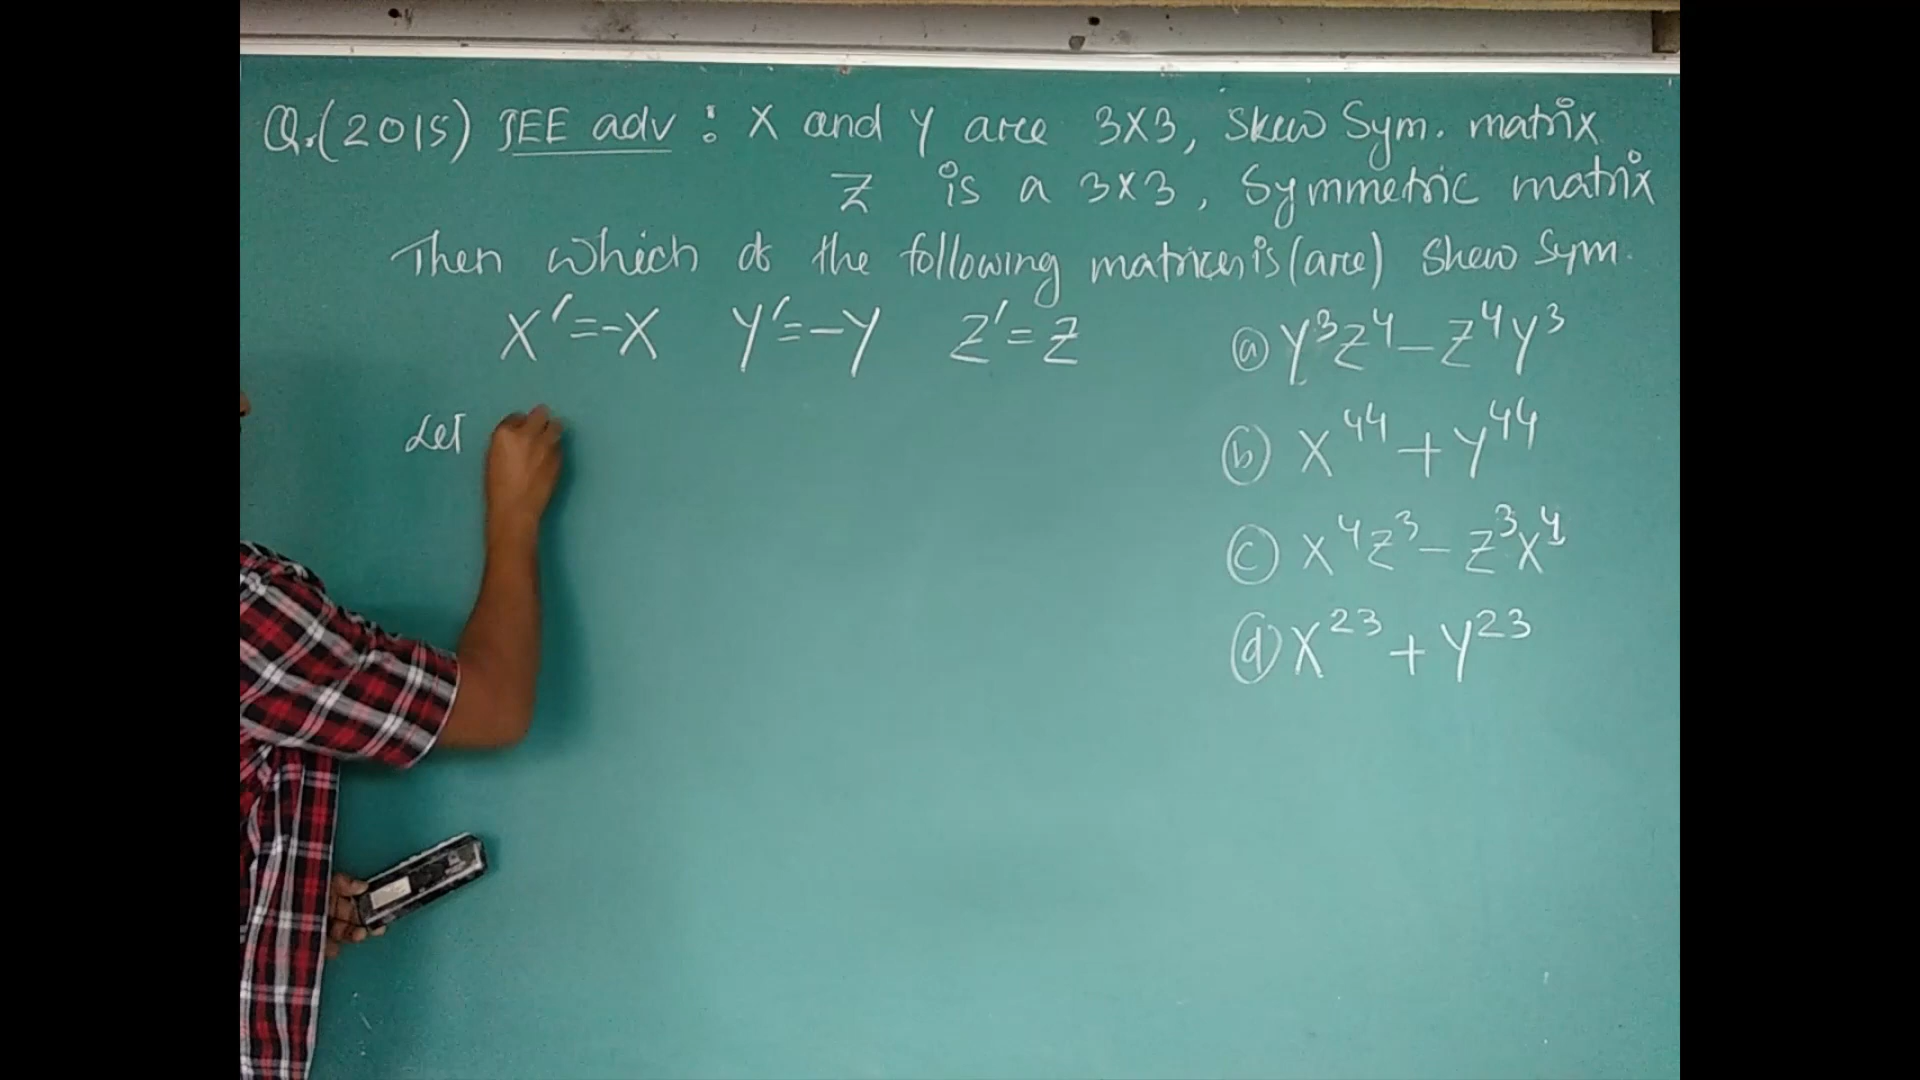 Q.(2015) JEE adv : X and Y are 3X3, Skew Sym. matrix
Z is a 3X3, Symmetric matrix
Then which of the following matrices is (are) Skew Sym.
X′=-X Y′=-Y Z′=Z
ⓐ Y³Z⁴-Z⁴Y³
Let
ⓑ X⁴⁴+Y⁴⁴
ⓒ X⁴Z³-Z³X⁴
ⓓ X²³+Y²³